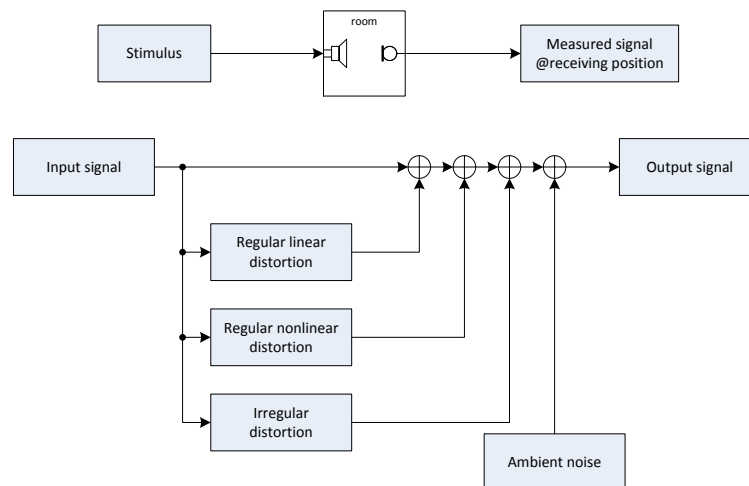 room
Stimulus
Measured signal
@receiving position
Input signal
Output signal
Regular linear
distortion
Regular nonlinear
distortion
Irregular
distortion
Ambient noise